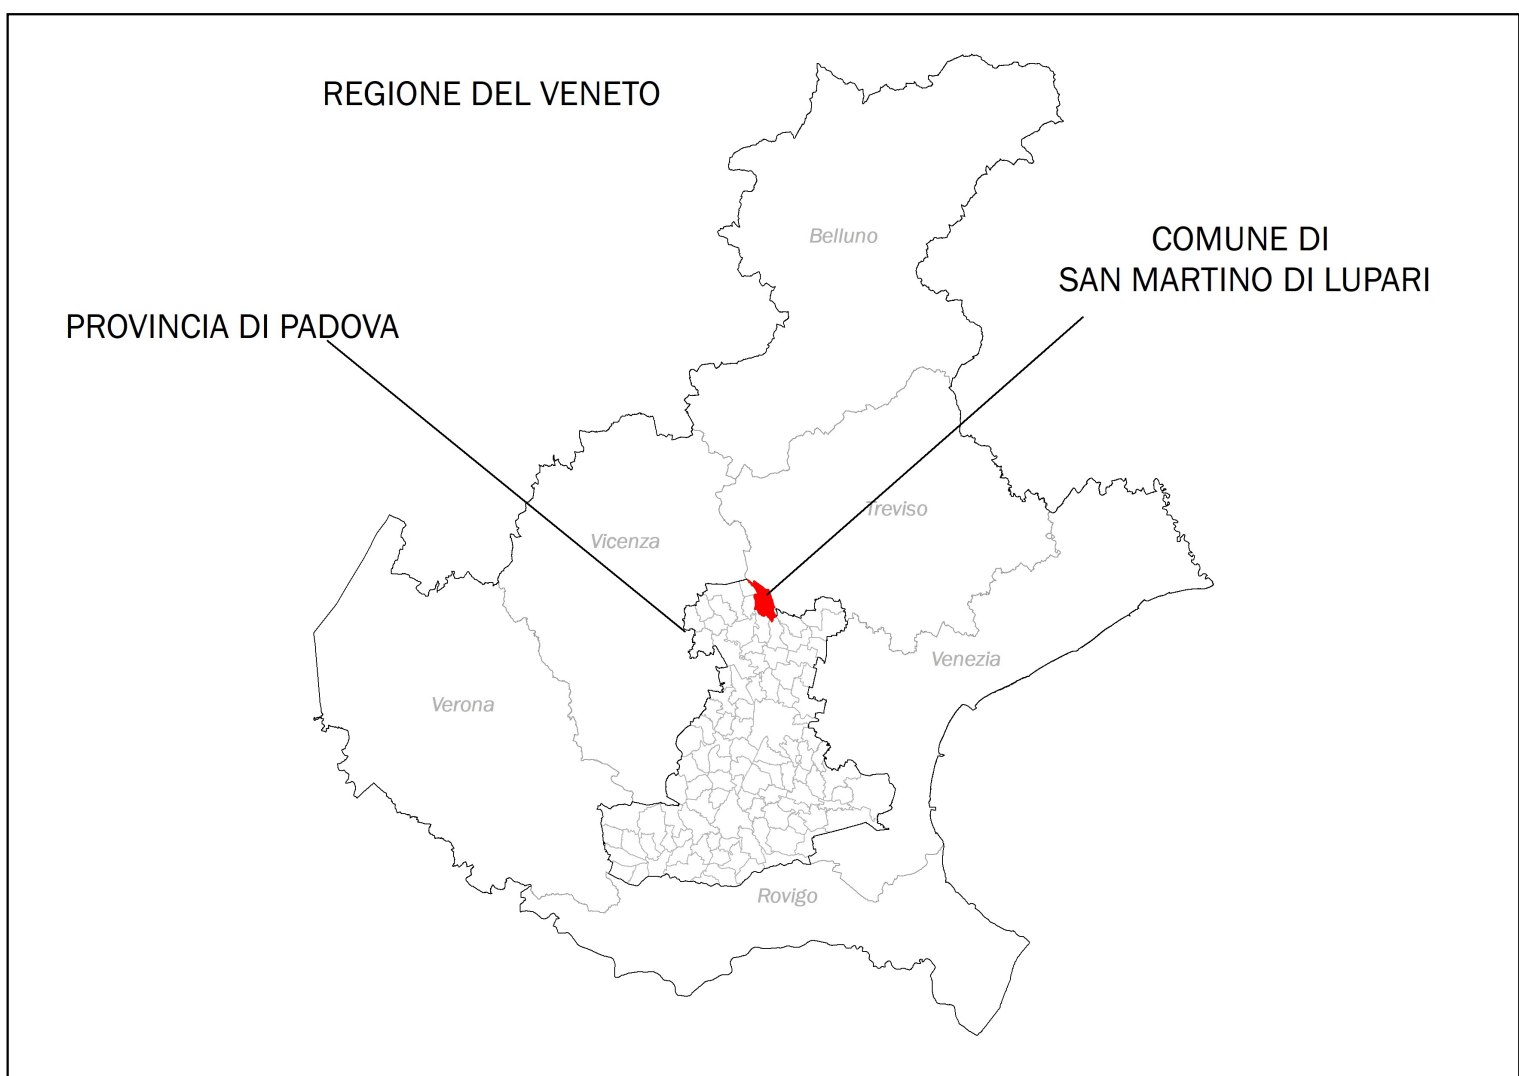 REGIONE DEL VENETO
Belluno
COMUNE DI
SAN MARTINO DI LUPARI
PROVINCIA DI PADOVA
Treviso
Vicenza
Venezia
Verona
Rovigo